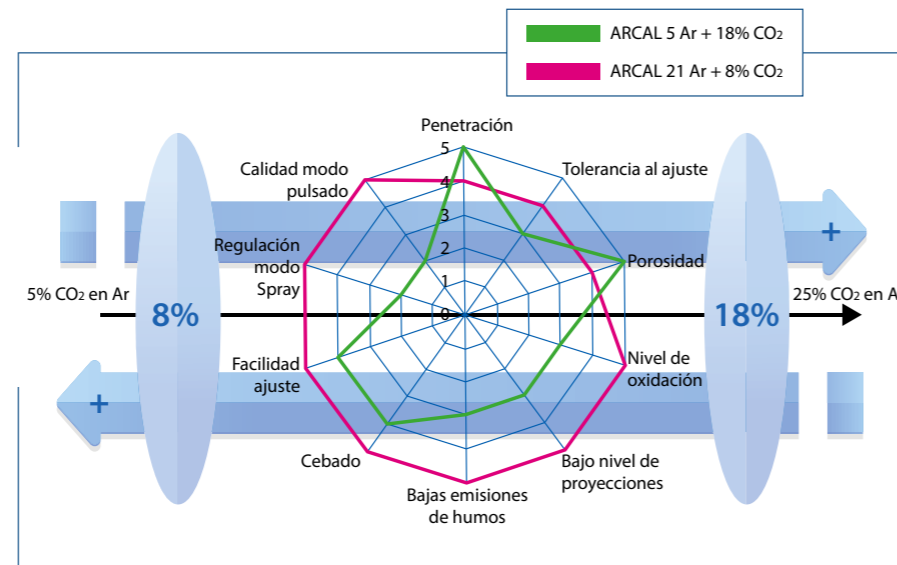 ARCAL 5 Ar + 18% CO₂
ARCAL 21 Ar + 8% CO₂
Penetración
5
4
3
2
1
0
Calidad modo
pulsado
Tolerancia al ajuste
Regulación
modo
Spray
Porosidad
+
5% CO₂ en Ar
25% CO₂ en A
8%
18%
Facilidad
ajuste
Nivel de
oxidación
+
Cebado
Bajo nivel de
proyecciones
Bajas emisiones
de humos